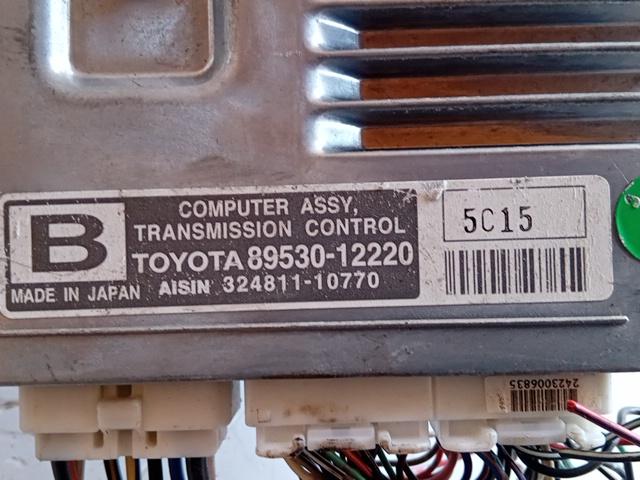 B
COMPUTER ASSY,
TRANSMISSION CONTROL
TOYOTA 89530-12220
MADE IN JAPAN AISIN 324811-10770
5C15
2423006835